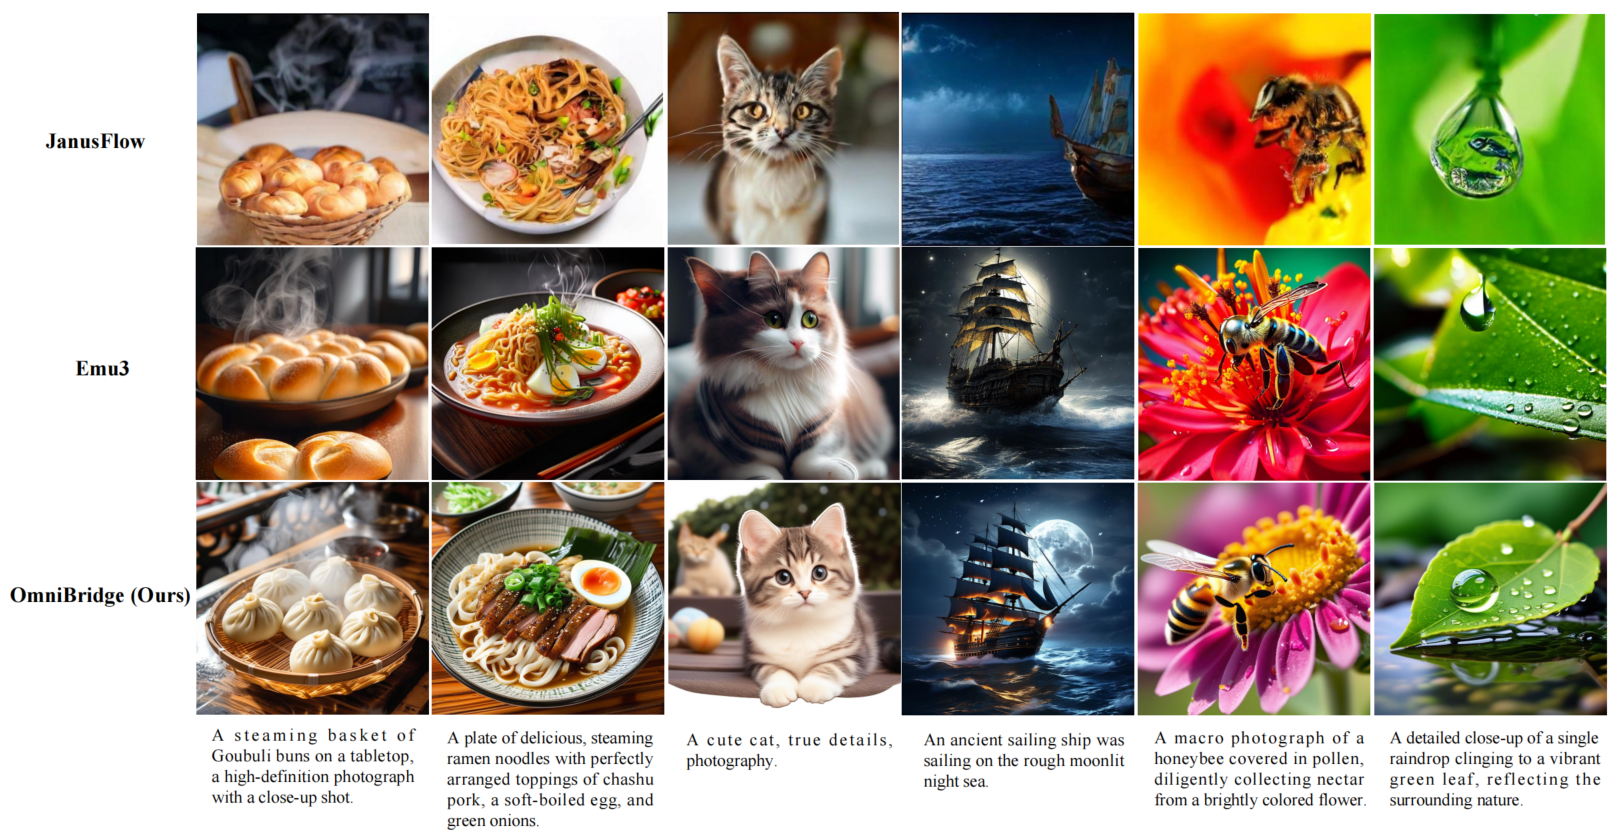 JanusFlow
Emu3
OmniBridge (Ours)
A steaming basket of
Goubuli buns on a tabletop,
a high-definition photograph
with a close-up shot.
A plate of delicious, steaming
ramen noodles with perfectly
arranged toppings of chashu
pork, a soft-boiled egg, and
green onions.
A cute cat, true details,
photography.
An ancient sailing ship was
sailing on the rough moonlit
night sea.
A macro photograph of a
honeybee covered in pollen,
diligently collecting nectar
from a brightly colored flower.
A detailed close-up of a single
raindrop clinging to a vibrant
green leaf, reflecting the
surrounding nature.